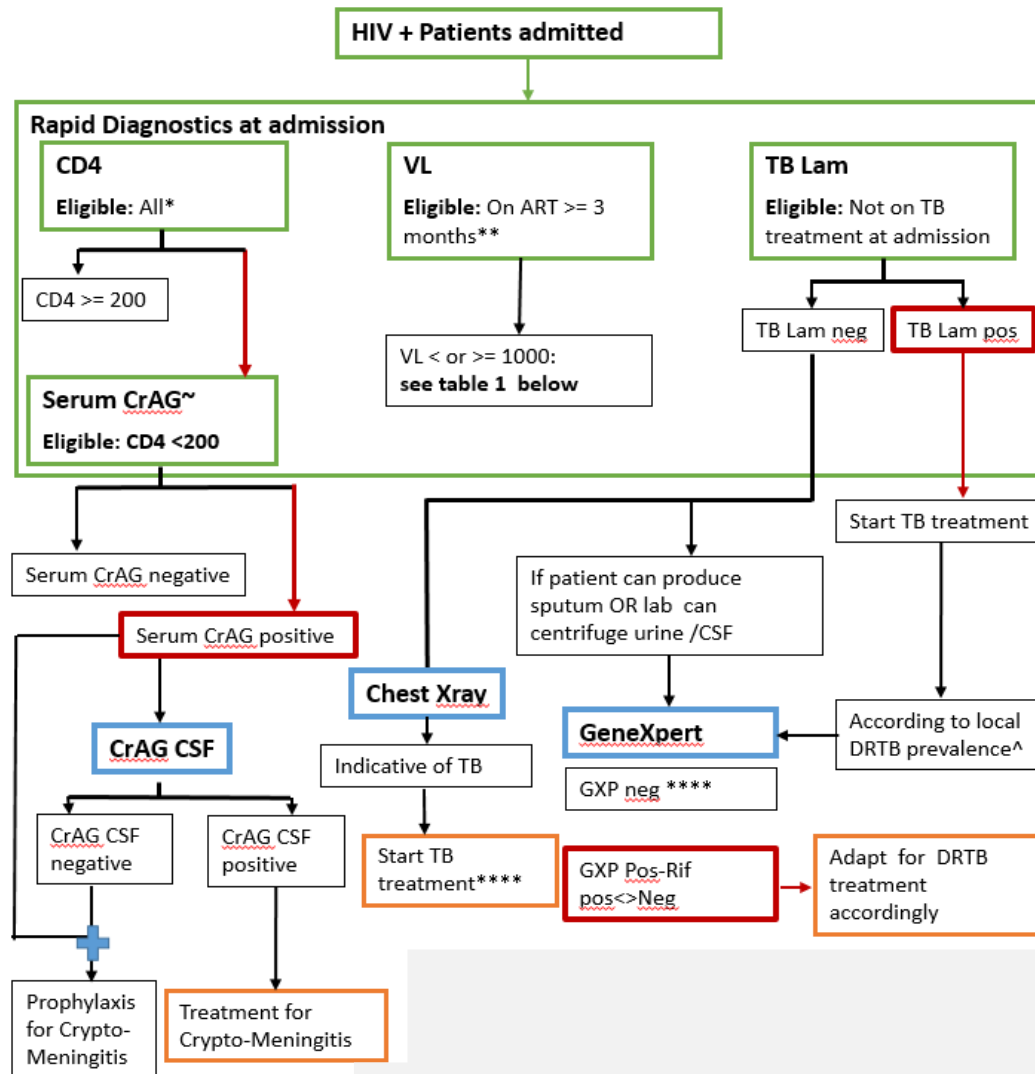 HIV + Patients admitted
Rapid Diagnostics at admission
CD4
Eligible: All*
VL
Eligible: On ART >= 3
months**
TB Lam
Eligible: Not on TB
treatment at admission
CD4 >= 200
VL < or >= 1000:
see table 1 below
TB Lam neg
TB Lam pos
Serum CrAG~
Eligible: CD4 <200
Serum CrAG negative
Serum CrAG positive
If patient can produce
sputum OR lab can
centrifuge urine /CSF
Start TB treatment
CrAG CSF
Chest Xray
Indicative of TB
GeneXpert
GXP neg ****
According to local
DRTB prevalence^
CrAG CSF
negative
CrAG CSF
positive
Start TB
treatment****
GXP Pos-Rif
pos<>Neg
Adapt for DRTB
treatment
accordingly
Prophylaxis
for Crypto-
Meningitis
Treatment for
Crypto-Meningitis